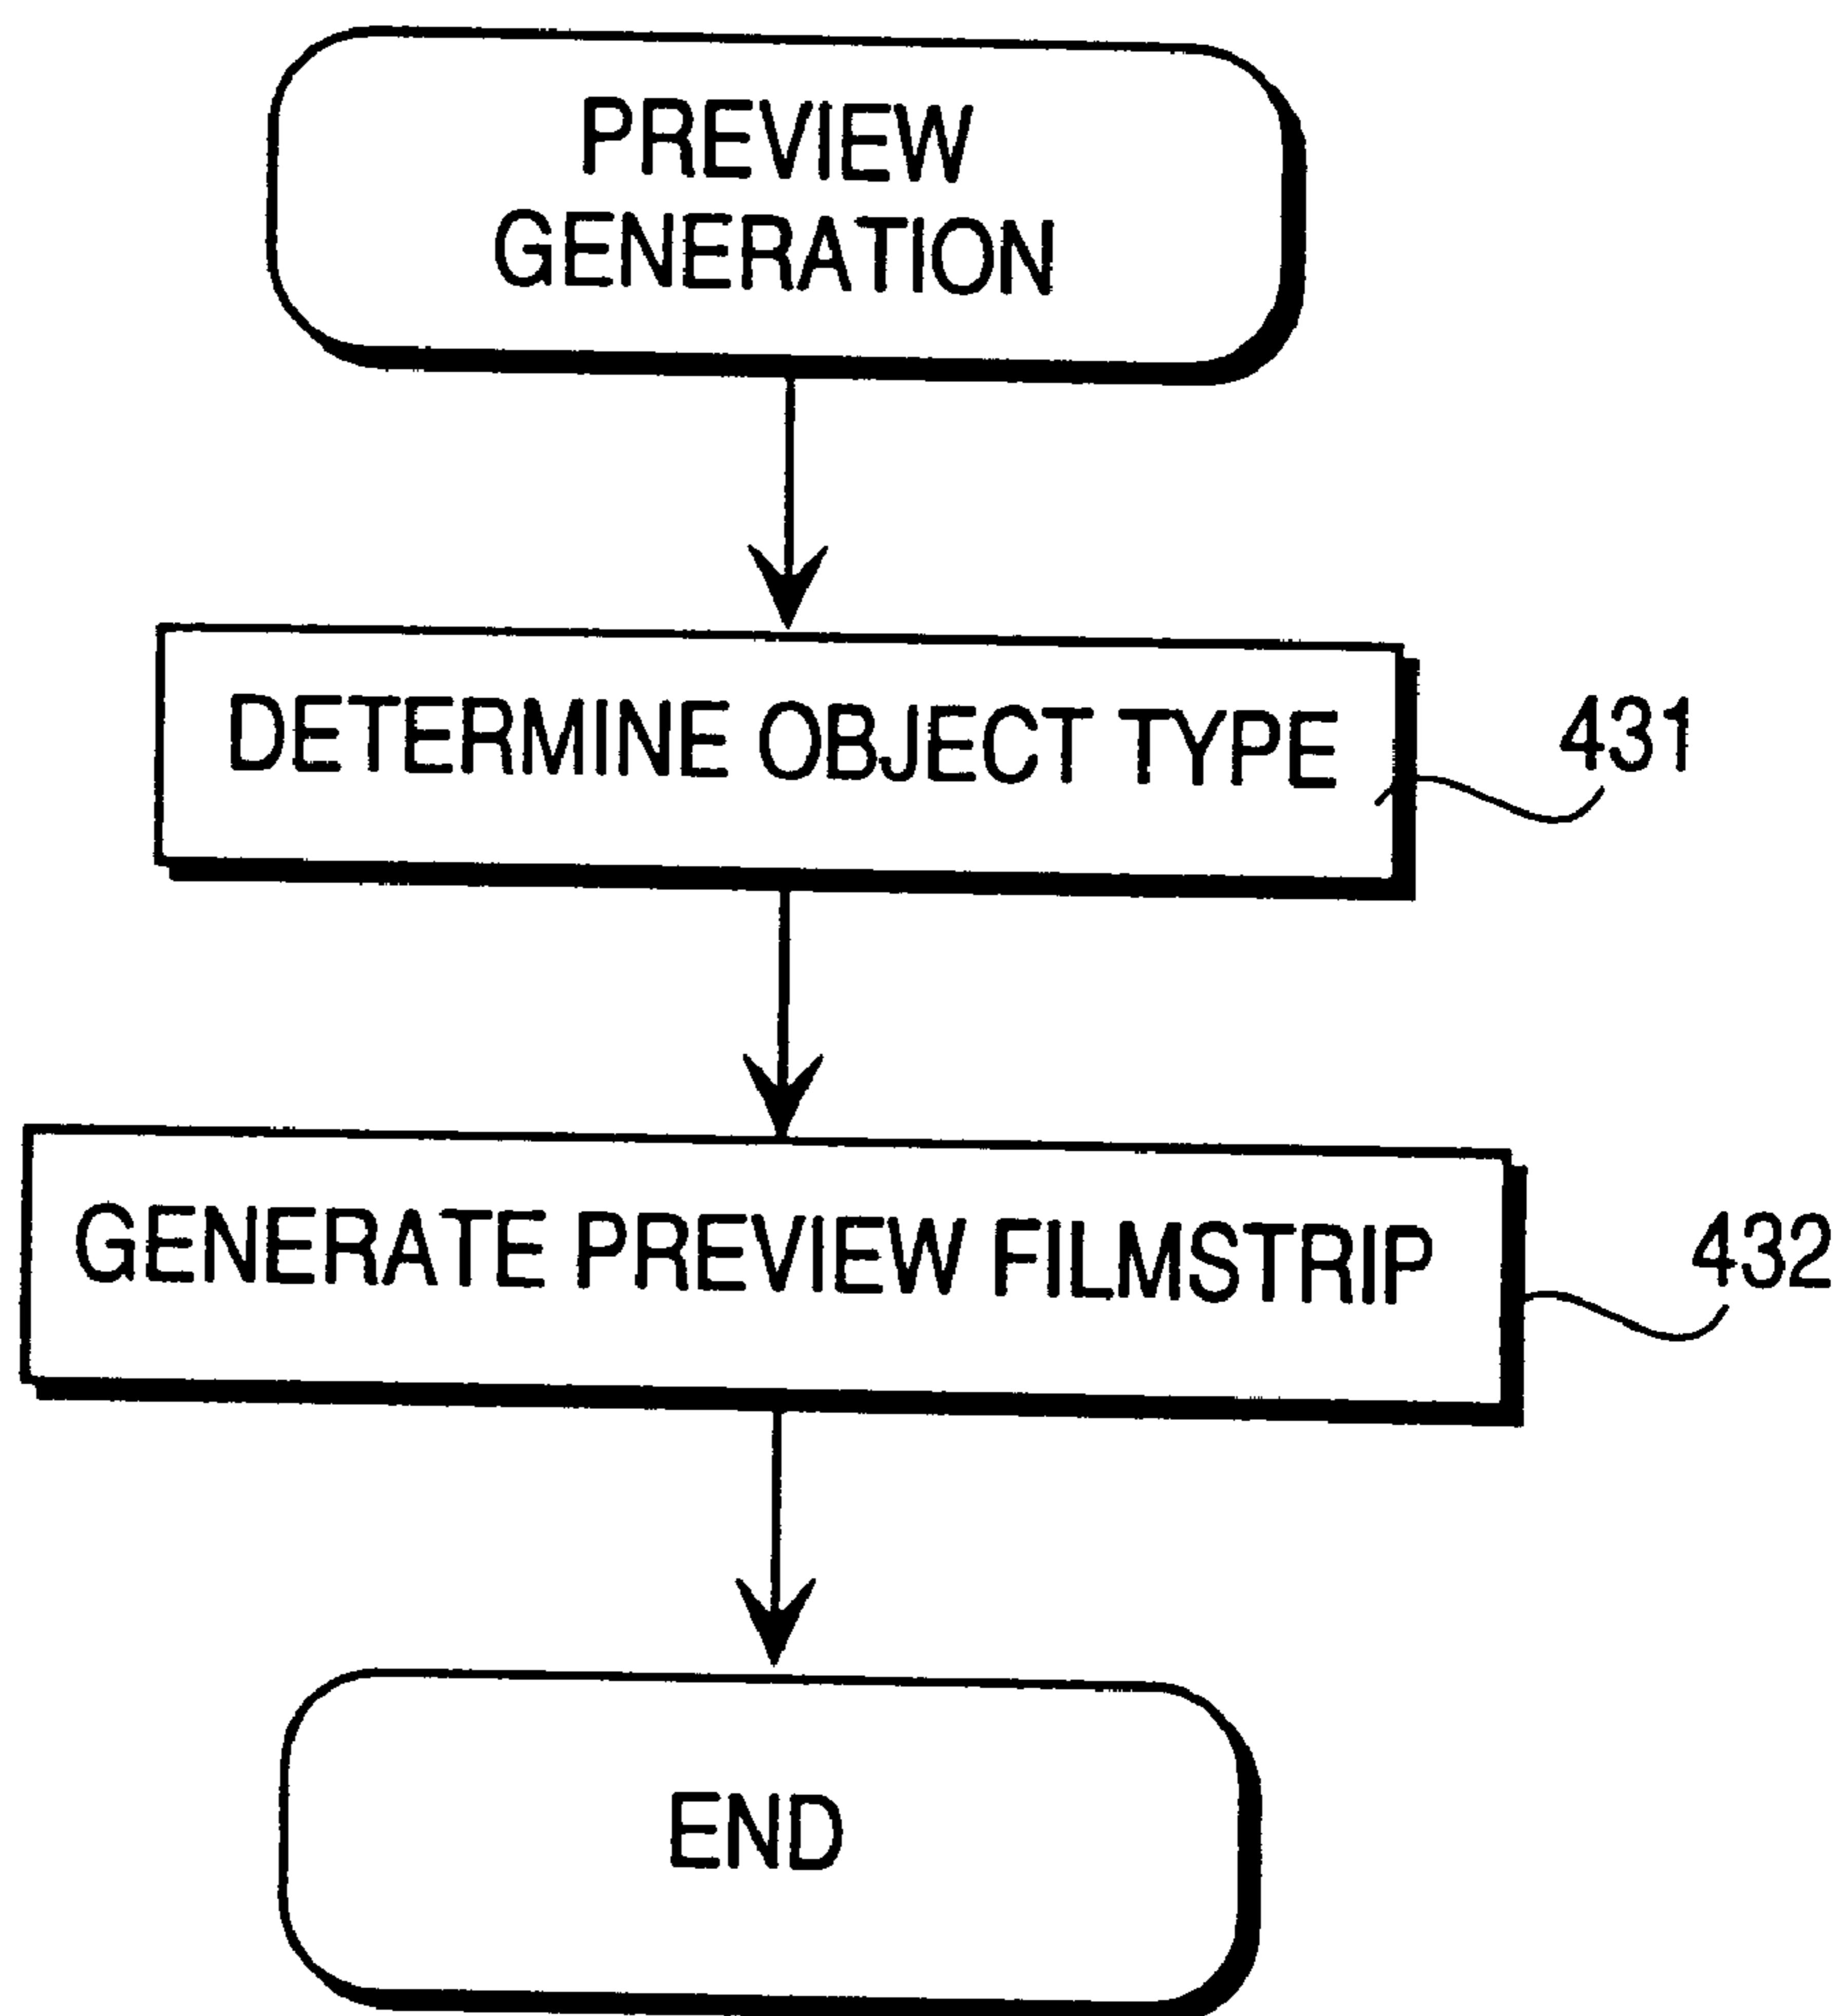 PREVIEW
GENERATION
DETERMINE OBJECT TYPE
431
GENERATE PREVIEW FILMSTRIP
432
END